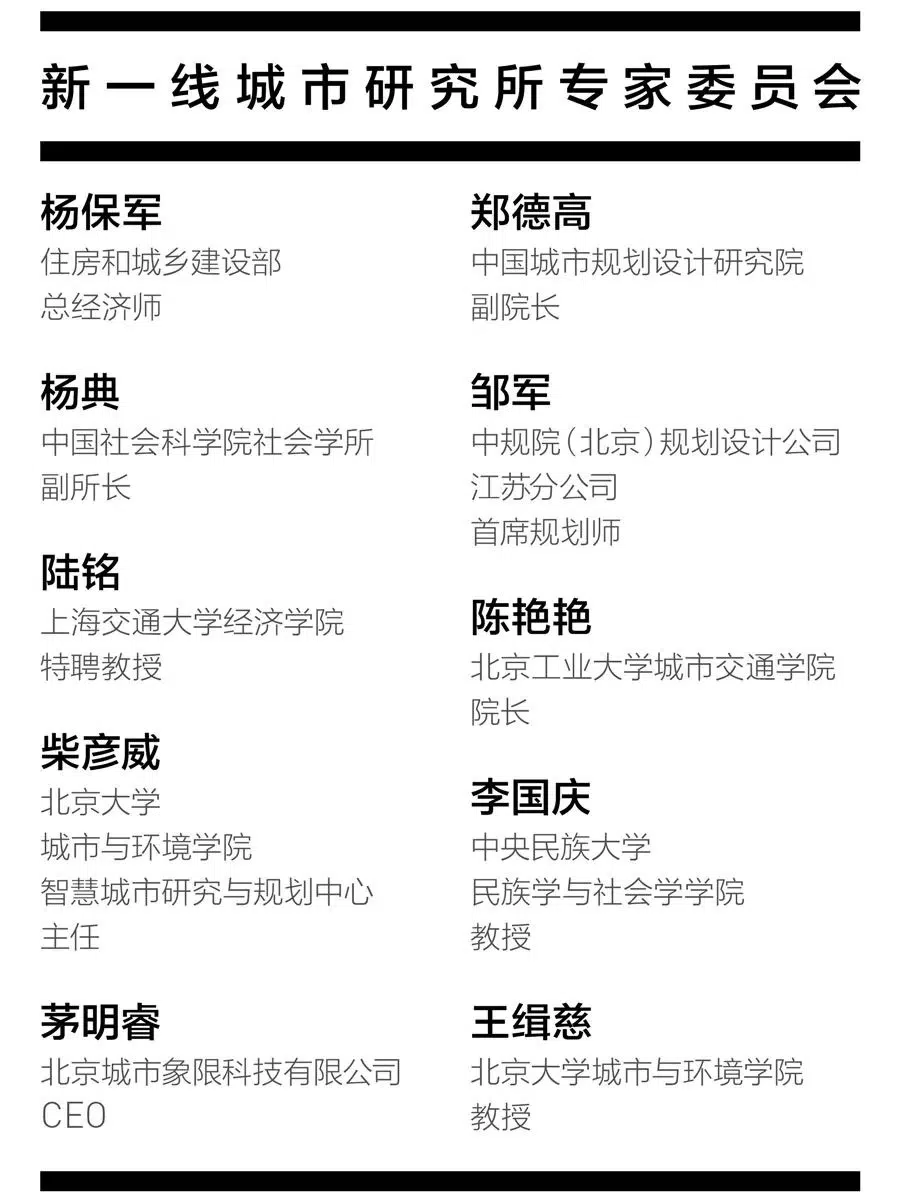 新一线城市研究所专家委员会
杨保军
住房和城乡建设部
总经济师
杨典
中国社会科学院社会学所
副所长
陆铭
上海交通大学经济学院
特聘教授
柴彦威
北京大学
城市与环境学院
智慧城市研究与规划中心
主任
茅明睿
北京城市象限科技有限公司
CEO
郑德高
中国城市规划设计研究院
副院长
邹军
中规院(北京)规划设计公司
江苏分公司
首席规划师
陈艳艳
北京工业大学城市交通学院
院长
李国庆
中央民族大学
民族学与社会学学院
教授
王缉慈
北京大学城市与环境学院
教授